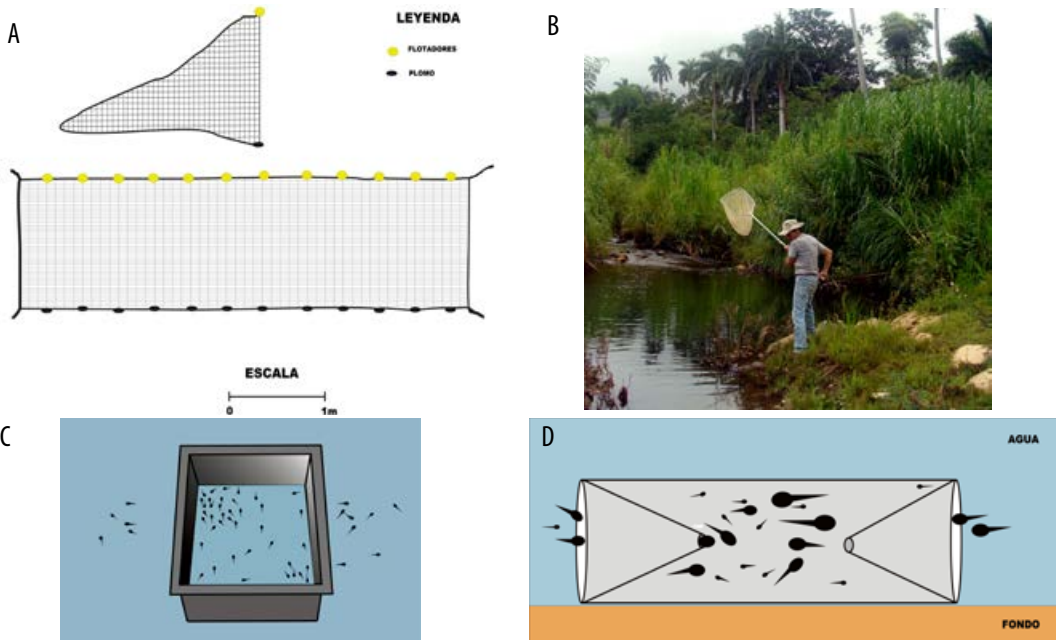 A
LEYENDA
FLOTADORES
PLOMO
B
ESCALA
0 1m
C
D
AGUA
FONDO